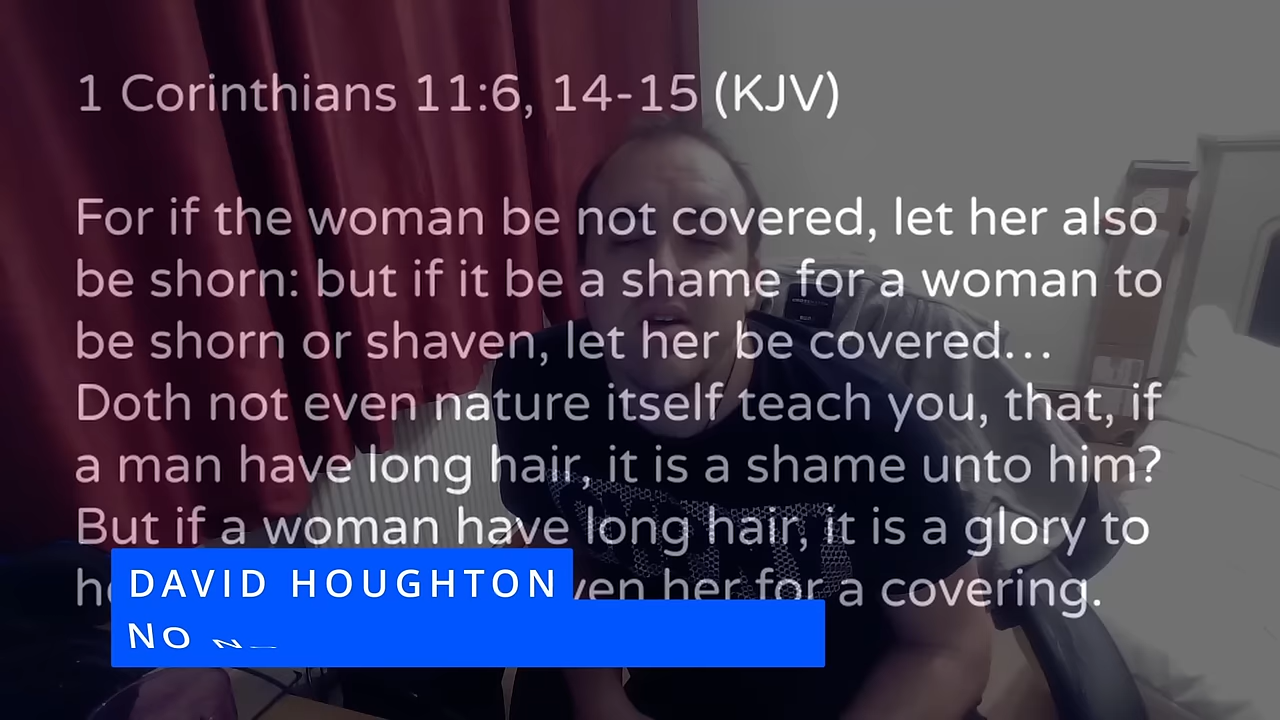 1 Corinthians 11:6, 14-15 (KJV)
For if the woman be not covered, let her also
be shorn: but if it be a shame for a woman to
be shorn or shaven, let her be covered...
Doth not even nature itself teach you, that, if
a man have long hair, it is a shame unto him?
But if a woman have long hair, it is a glory to
her for a covering.
DAVID HOUGHTON
NO